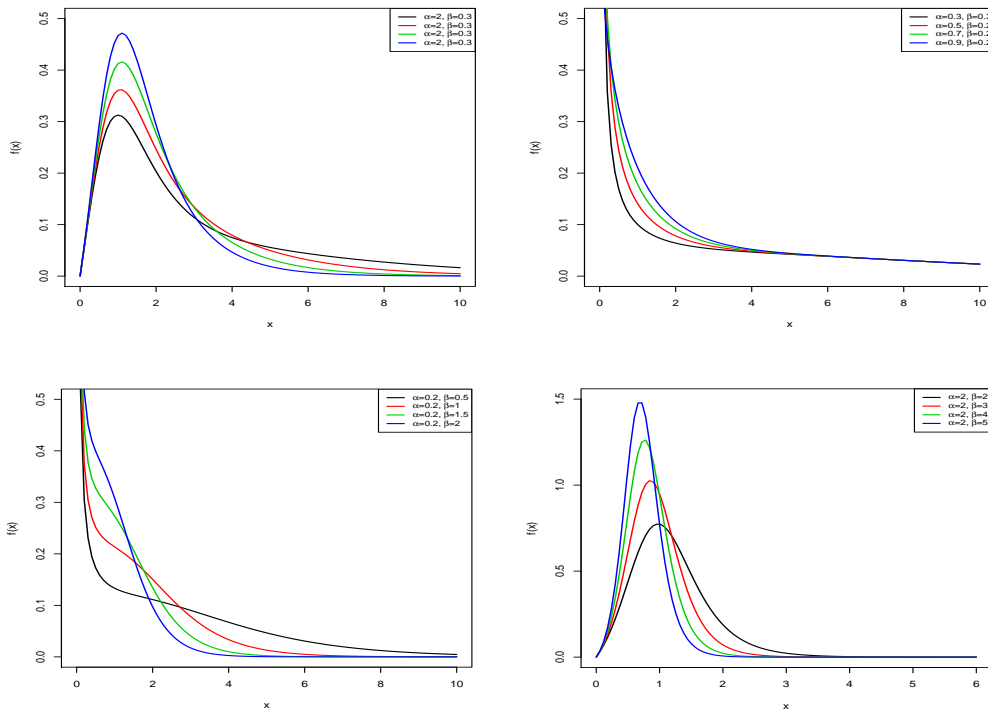 α=2, β=0.3
α=2, β=0.3
α=2, β=0.3
α=2, β=0.3
f(x)
0.0 0.1 0.2 0.3 0.4 0.5
0 2 4 6 8 10
x
α=0.3, β=0.3
α=0.5, β=0.2
α=0.7, β=0.2
α=0.9, β=0.2
f(x)
0.0 0.1 0.2 0.3 0.4 0.5
0 2 4 6 8 10
x
α=0.2, β=0.5
α=0.2, β=1
α=0.2, β=1.5
α=0.2, β=2
f(x)
0.0 0.1 0.2 0.3 0.4 0.5
0 2 4 6 8 10
x
α=2, β=2
α=2, β=3
α=2, β=4
α=2, β=5
f(x)
0.0 0.5 1.0 1.5
0 1 2 3 4 5 6
x